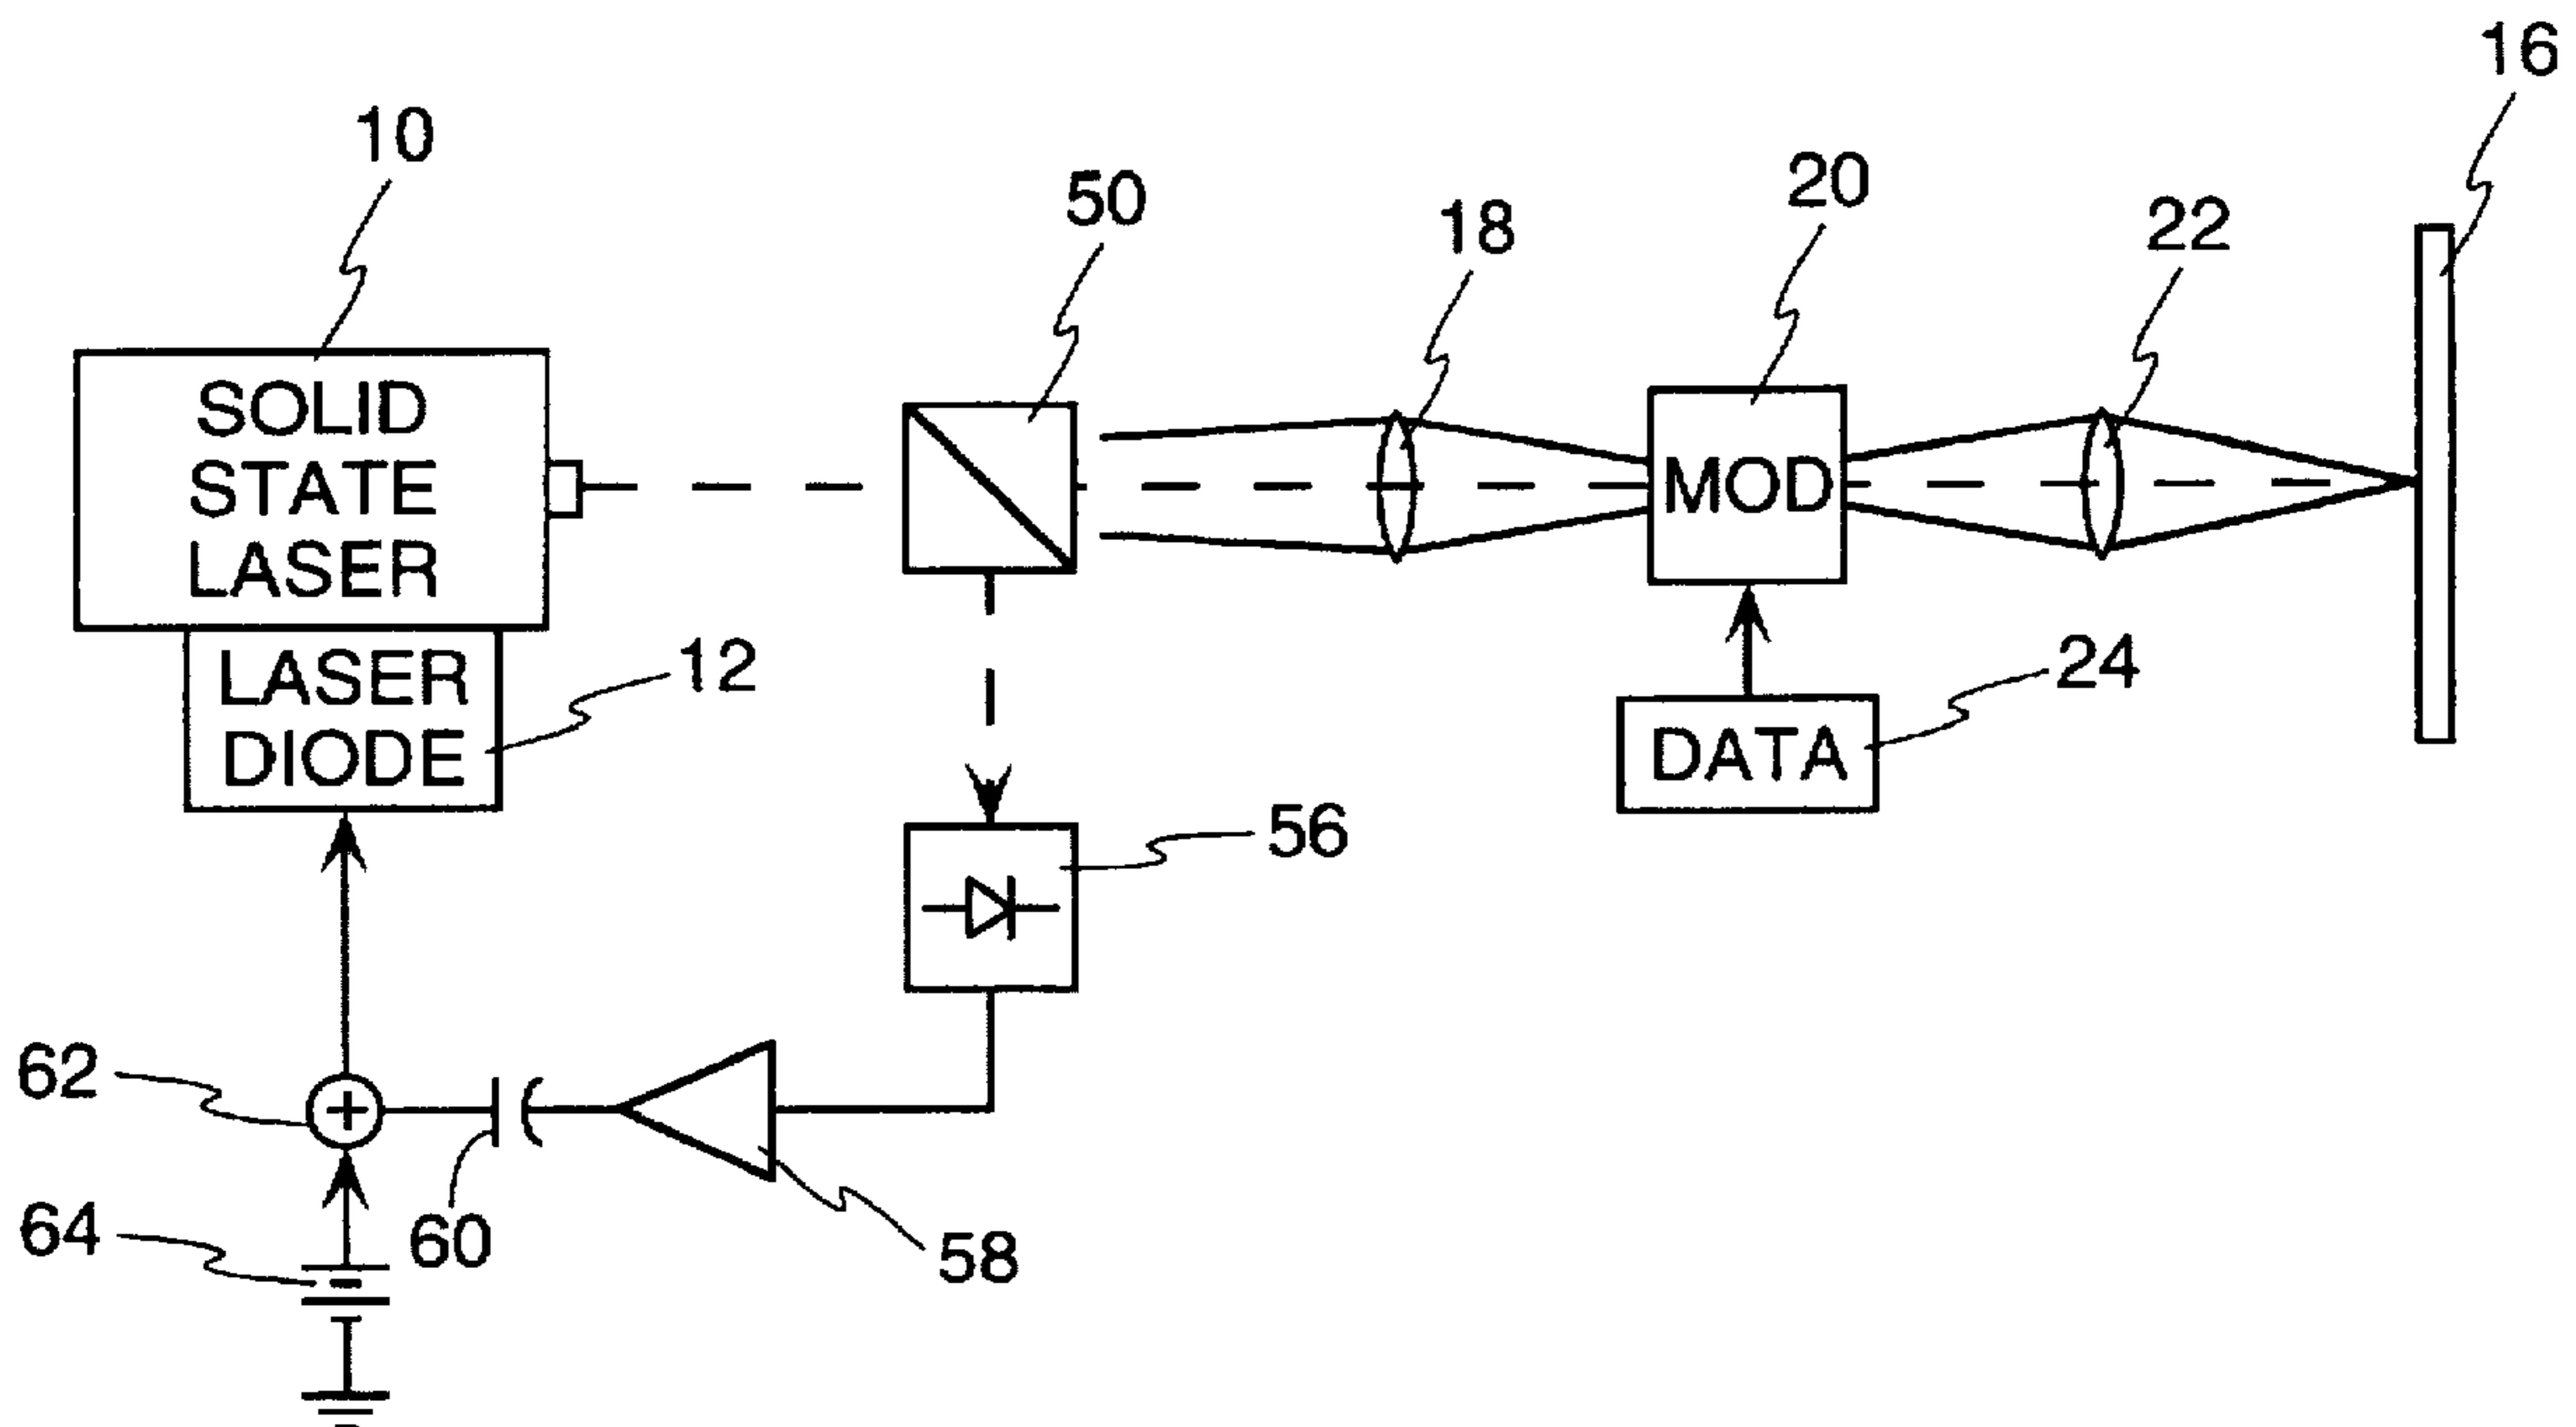 16
10
50
20
18
22
SOLID
STATE
LASER
MOD
LASER
DIODE
12
24
DATA
56
62
64
60
58
+